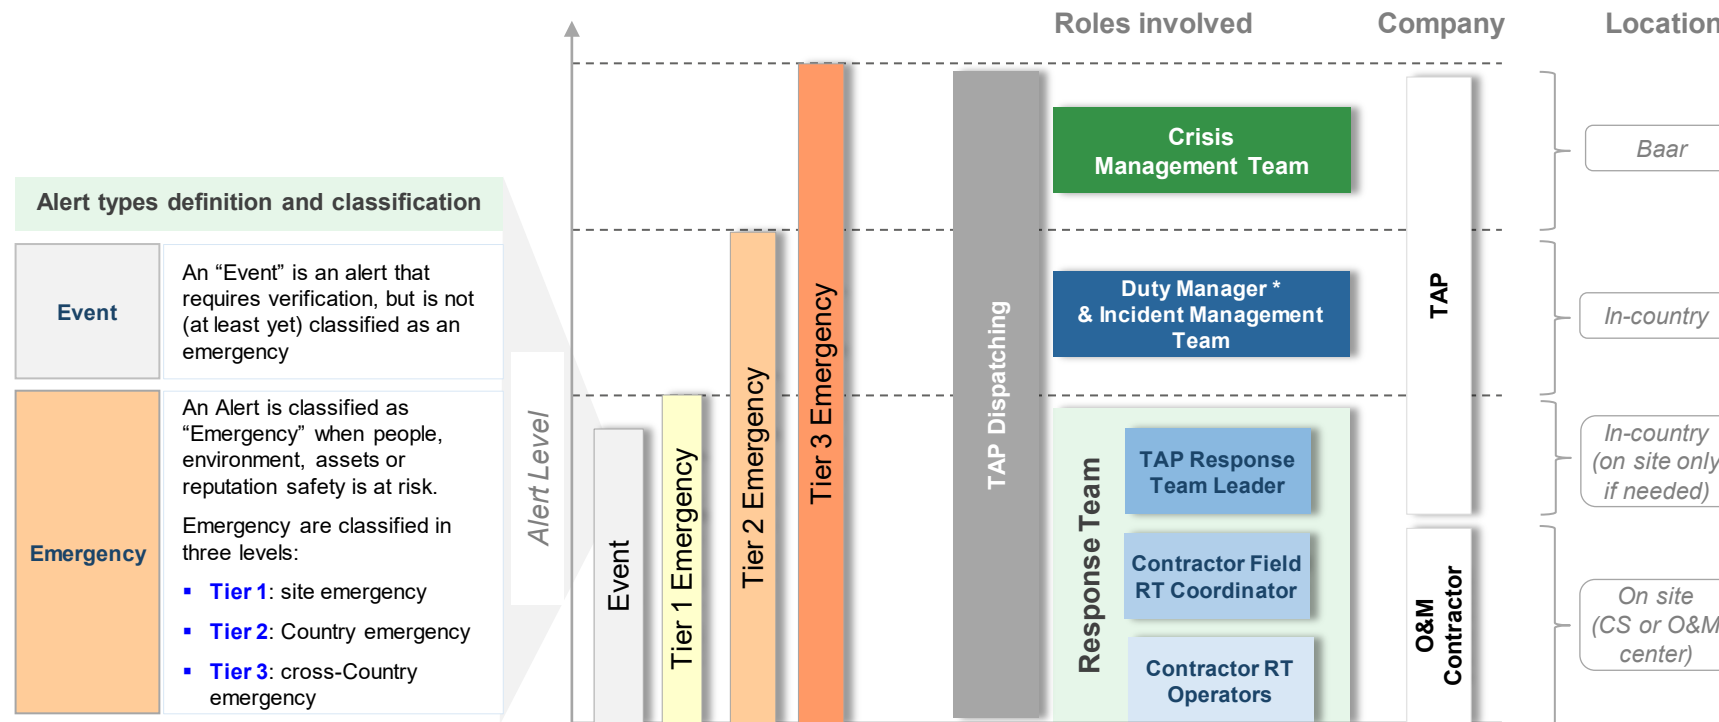 Roles involved
Company
Location
Alert types definition and classification
Event
An “Event” is an alert that
requires verification, but is not
(at least yet) classified as an
emergency
Emergency
An Alert is classified as
“Emergency” when people,
environment, assets or
reputation safety is at risk.
Emergency are classified in
three levels:
▪ Tier 1: site emergency
▪ Tier 2: Country emergency
▪ Tier 3: cross-Country
emergency
Alert Level
Event
Tier 1 Emergency
Tier 2 Emergency
Tier 3 Emergency
TAP Dispatching
Crisis
Management Team
Duty Manager *
& Incident Management
Team
Response Team
TAP Response
Team Leader
Contractor Field
RT Coordinator
Contractor RT
Operators
TAP
O&M
Contractor
Baar
In-country
In-country
(on site only
if needed)
On site
(CS or O&M
center)